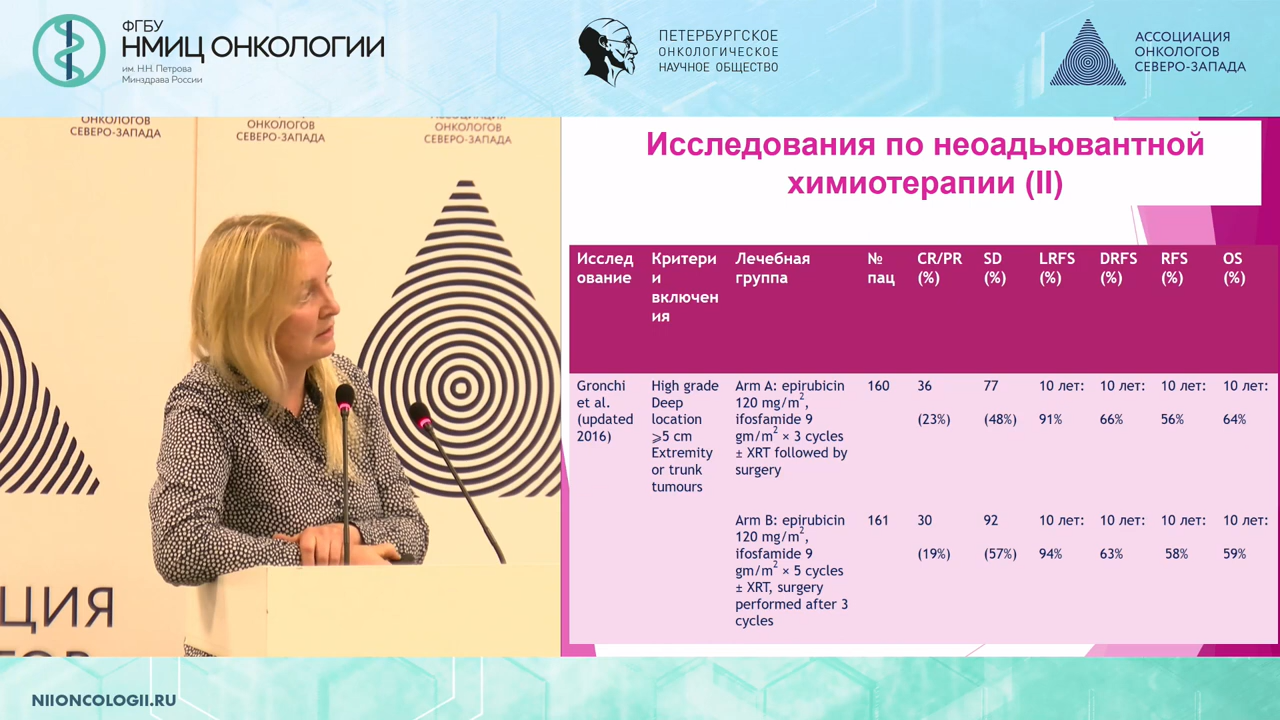 ФГБУ
НМИЦ ОНКОЛОГИИ
им. Н.Н. Петрова
Минздрава России
ПЕТЕРБУРГСКОЕ
ОНКОЛОГИЧЕСКОЕ
НАУЧНОЕ ОБЩЕСТВО
АССОЦИАЦИЯ
ОНКОЛОГОВ
СЕВЕРО-ЗАПАДА
ОНКОЛОГОВ
СЕВЕРО-ЗАПАДА
ОНКОЛОГОВ
СЕВЕРО-ЗАПАДА
ОНКОЛОГОВ
СЕВЕРО-ЗАПАДА
ЦИЯ
Исследования по неоадьювантной
химиотерапии (II)
Исслед
ование
Критери
и
включен
ия
Лечебная
группа
№
пац
CR/PR
(%)
SD
(%)
LRFS
(%)
DRFS
(%)
RFS
(%)
OS
(%)
Gronchi
et al.
(updated
2016)
High grade
Deep
location
⩾5 cm
Extremity
or trunk
tumours
Arm A: epirubicin
120 mg/m²,
ifosfamide 9
gm/m² × 3 cycles
± XRT followed by
surgery
160
36
(23%)
77
(48%)
10 лет:
91%
10 лет:
66%
10 лет:
56%
10 лет:
64%
Arm B: epirubicin
120 mg/m²,
ifosfamide 9
gm/m² × 5 cycles
± XRT, surgery
performed after 3
cycles
161
30
(19%)
92
(57%)
10 лет:
94%
10 лет:
63%
10 лет:
58%
10 лет:
59%
NIIONCOLOGII.RU